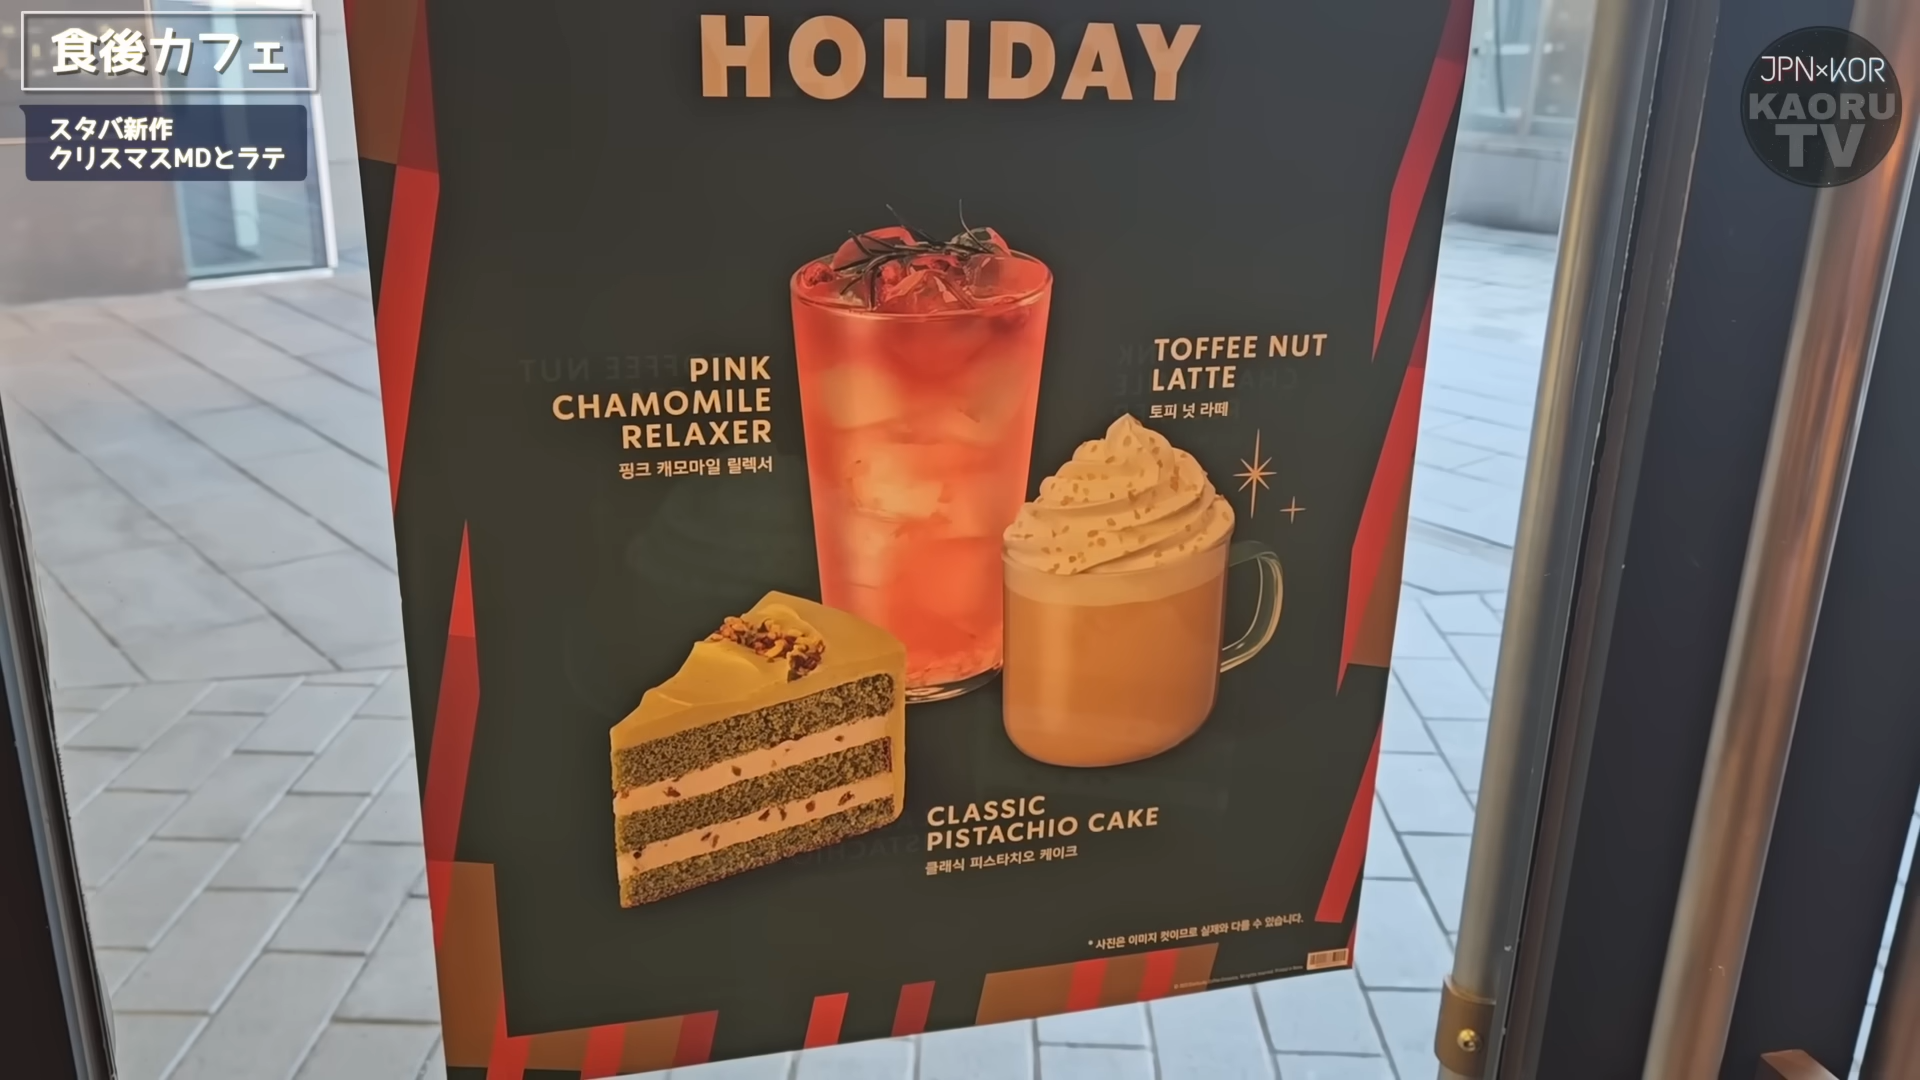 食後カフェ
スタバ新作
クリスマスMDとラテ
JPN×KOR
KAORU
TV
HOLIDAY
PINK
CHAMOMILE
RELAXER
핑크 캐모마일 릴렉서
TOFFEE NUT
LATTE
토피 넛 라떼
CLASSIC
PISTACHIO CAKE
클래식 피스타치오 케이크
*사진은 이미지 컷이므로 실제와 다를 수 있습니다.